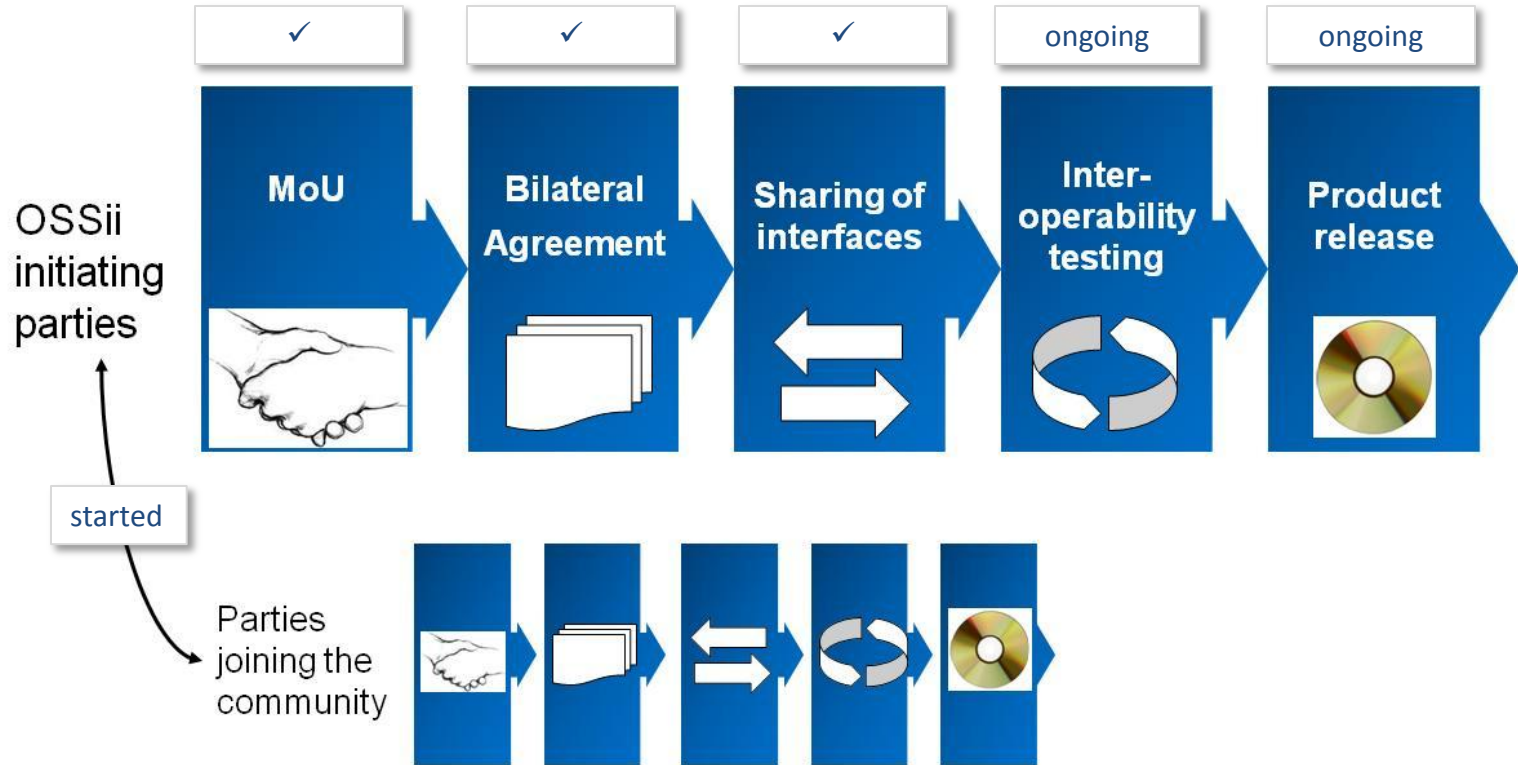 ✓
✓
✓
ongoing
ongoing
OSSii
initiating
parties
MoU
Bilateral
Agreement
Sharing of
interfaces
Inter-
operability
testing
Product
release
started
Parties
joining the
community